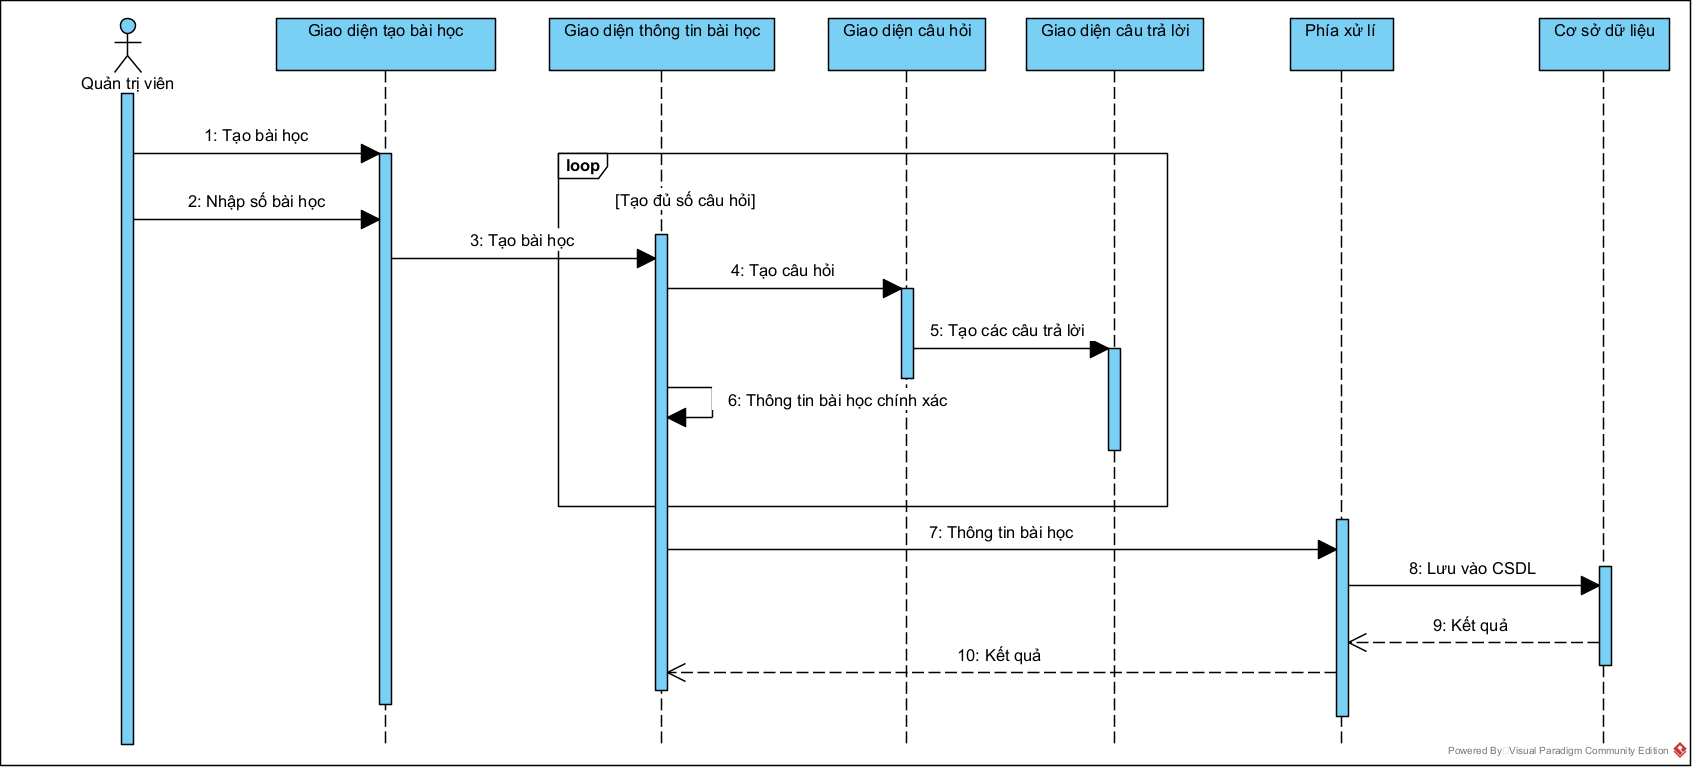 Quản trị viên
Giao diện tạo bài học
Giao diện thông tin bài học
Giao diện câu hỏi
Giao diện câu trả lời
Phía xử lí
Cơ sở dữ liệu
1: Tạo bài học
2: Nhập số bài học
loop
[Tạo đủ số câu hỏi]
3: Tạo bài học
4: Tạo câu hỏi
5: Tạo các câu trả lời
6: Thông tin bài học chính xác
7: Thông tin bài học
8: Lưu vào CSDL
9: Kết quả
10: Kết quả
Powered By Visual Paradigm Community Edition